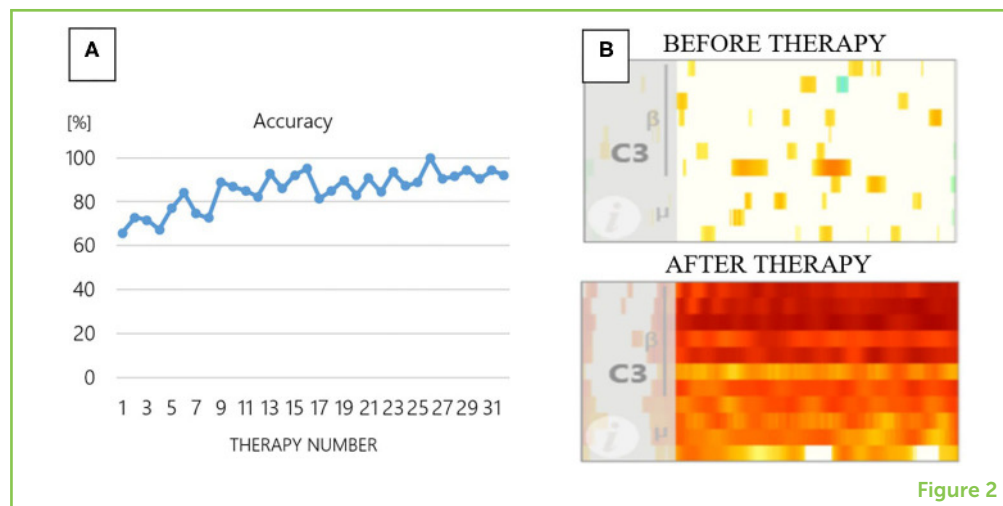 A
Accuracy
[%]
100
80
60
40
20
0
1 3 5 7 9 11 13 15 17 19 21 23 25 27 29 31
THERAPY NUMBER
B
BEFORE THERAPY
β
C3
i
μ
AFTER THERAPY
β
C3
i
μ
Figure 2